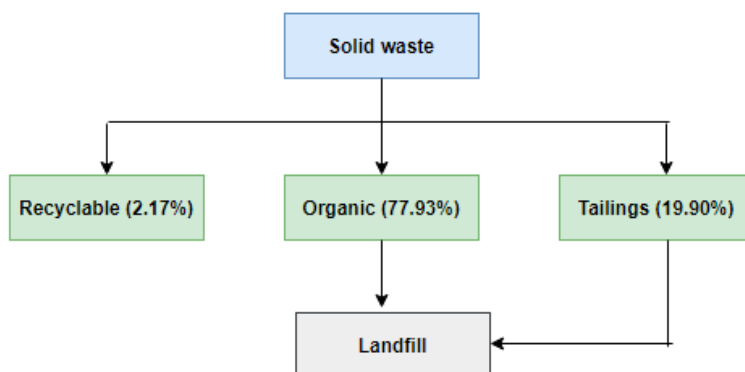 Solid waste
Recyclable (2.17%)
Organic (77.93%)
Tailings (19.90%)
Landfill